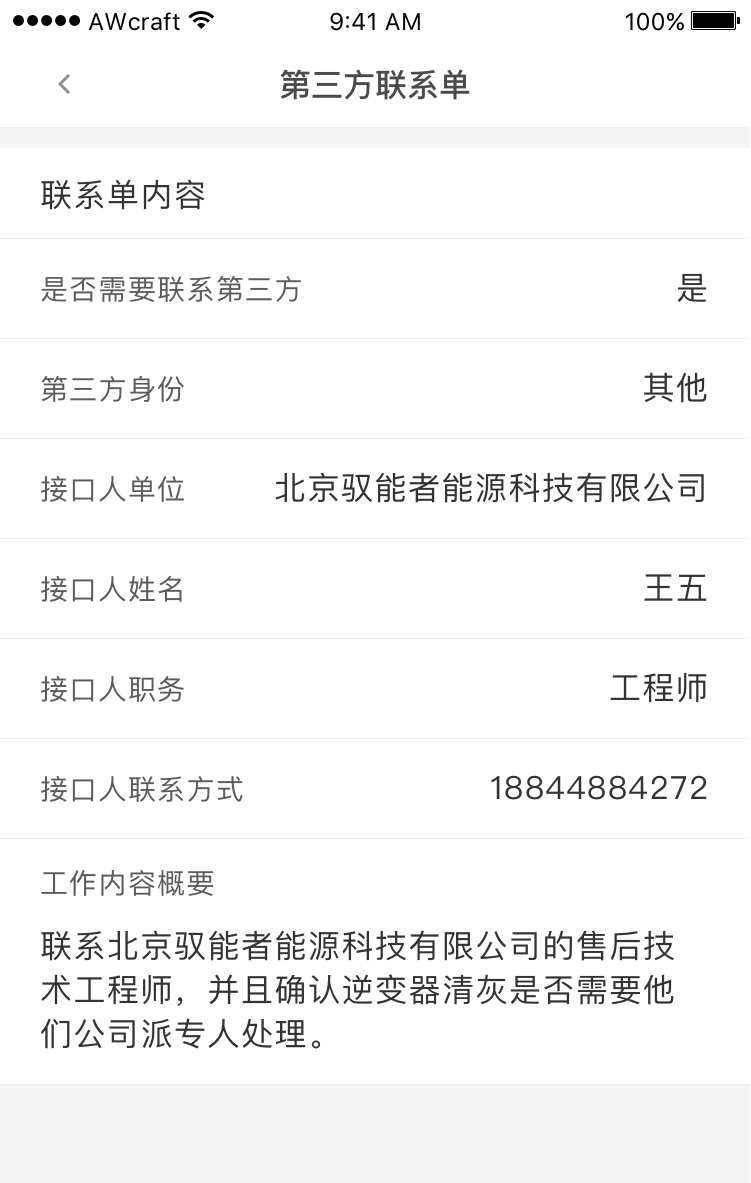 AWcraft 9:41 AM 100%
第三方联系单
联系单内容
是否需要联系第三方 是
第三方身份 其他
接口人单位 北京驭能者能源科技有限公司
接口人姓名 王五
接口人职务 工程师
接口人联系方式 18844884272
工作内容概要
联系北京驭能者能源科技有限公司的售后技
术工程师，并且确认逆变器清灰是否需要他
们公司派专人处理。